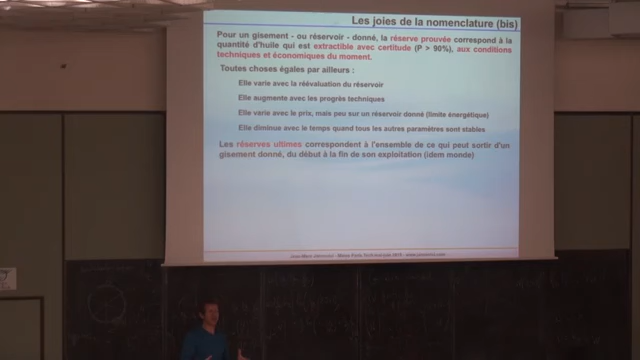 Les joies de la nomenclature (bis)
Pour un gisement - ou réservoir - donné, la réserve prouvée correspond à la
quantité d'huile qui est extractible avec certitude (P > 90%), aux conditions
techniques et économiques du moment.
Toutes choses égales par ailleurs :
Elle varie avec la réévaluation du réservoir
Elle augmente avec les progrès techniques
Elle varie avec le prix, mais peu sur un réservoir donné (limite énergétique)
Elle diminue avec le temps quand tous les autres paramètres sont stables
Les réserves ultimes correspondent à l'ensemble de ce qui peut sortir d'un
gisement donné, du début à la fin de son exploitation (idem monde)